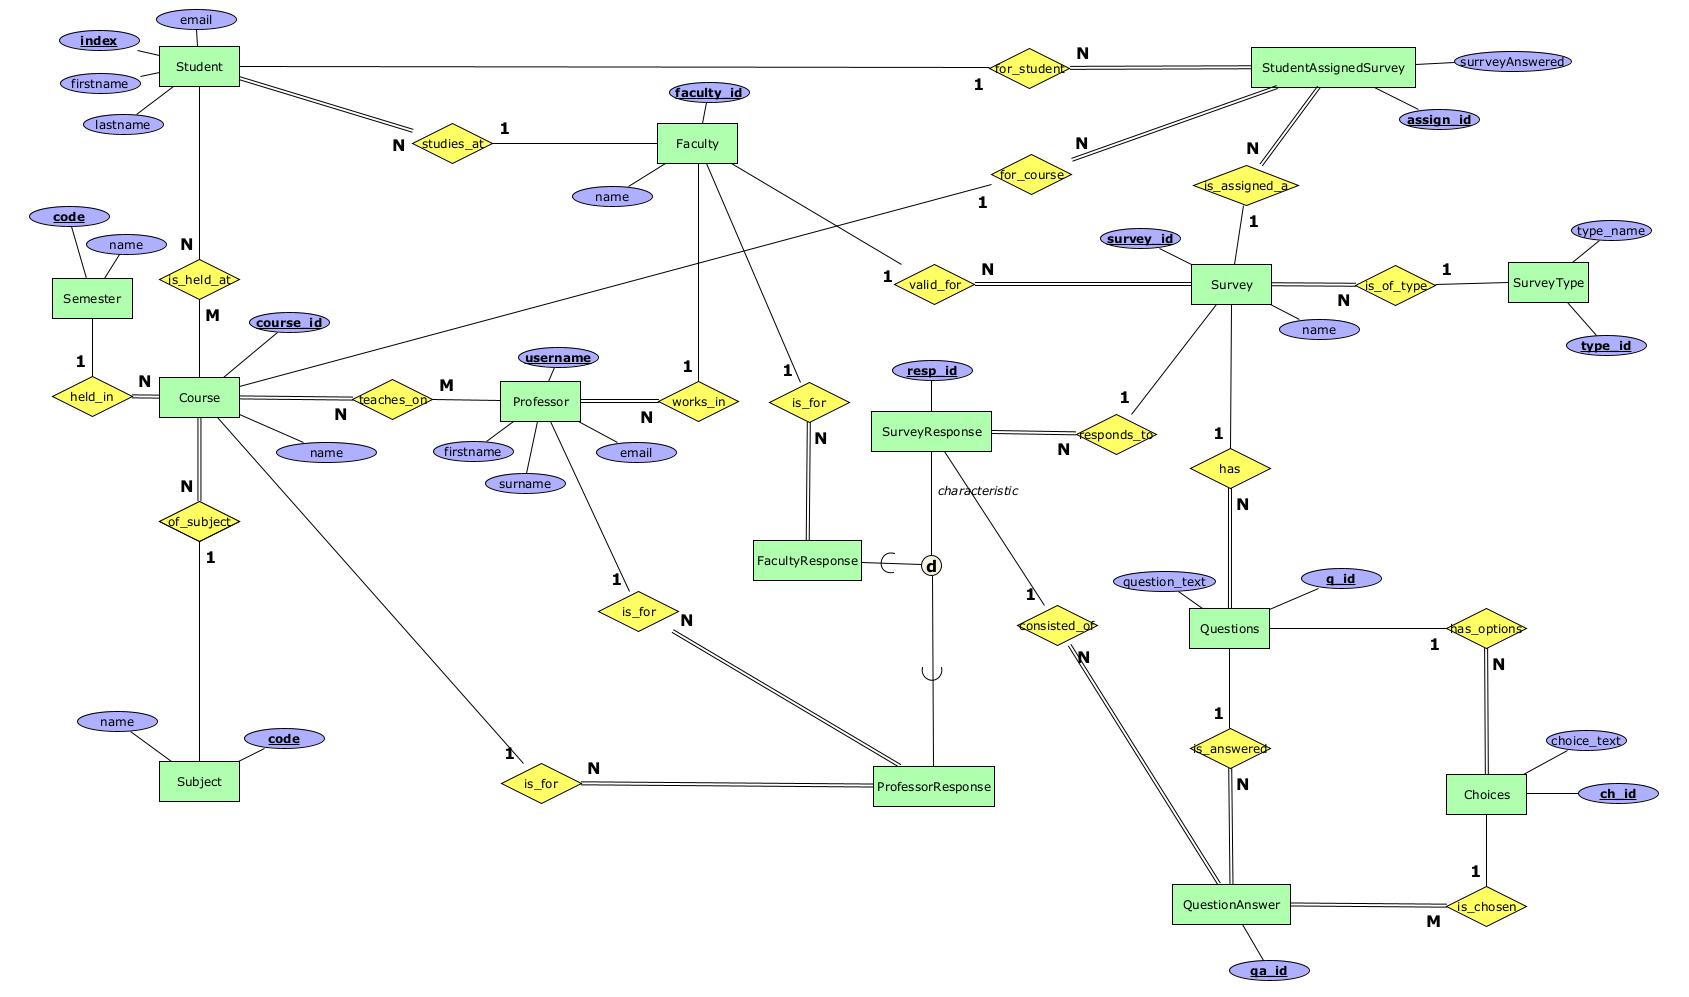 email
index
Student
firstname
lastname
for_student
N
1
StudentAssignedSurvey
surrveyAnswered
assign_id
faculty_id
Faculty
name
studies_at
N
1
for_course
N
1
is_assigned_a
N
1
code
name
Semester
N
is_held_at
M
survey_id
Survey
name
1
valid_for
N
is_of_type
N
1
type_name
SurveyType
type_id
course_id
1
held_in
N
Course
name
teaches_on
N
M
username
Professor
firstname
surname
email
1
works_in
N
1
is_for
N
resp_id
SurveyResponse
1
responds_to
N
characteristic
1
has
N
N
of_subject
1
FacultyResponse
d
1
is_for
N
1
consisted_of
N
question_text
q_id
Questions
1
has_options
N
name
code
Subject
1
is_answered
N
choice_text
Choices
ch_id
1
is_for
N
ProfessorResponse
1
is_chosen
M
QuestionAnswer
qa_id